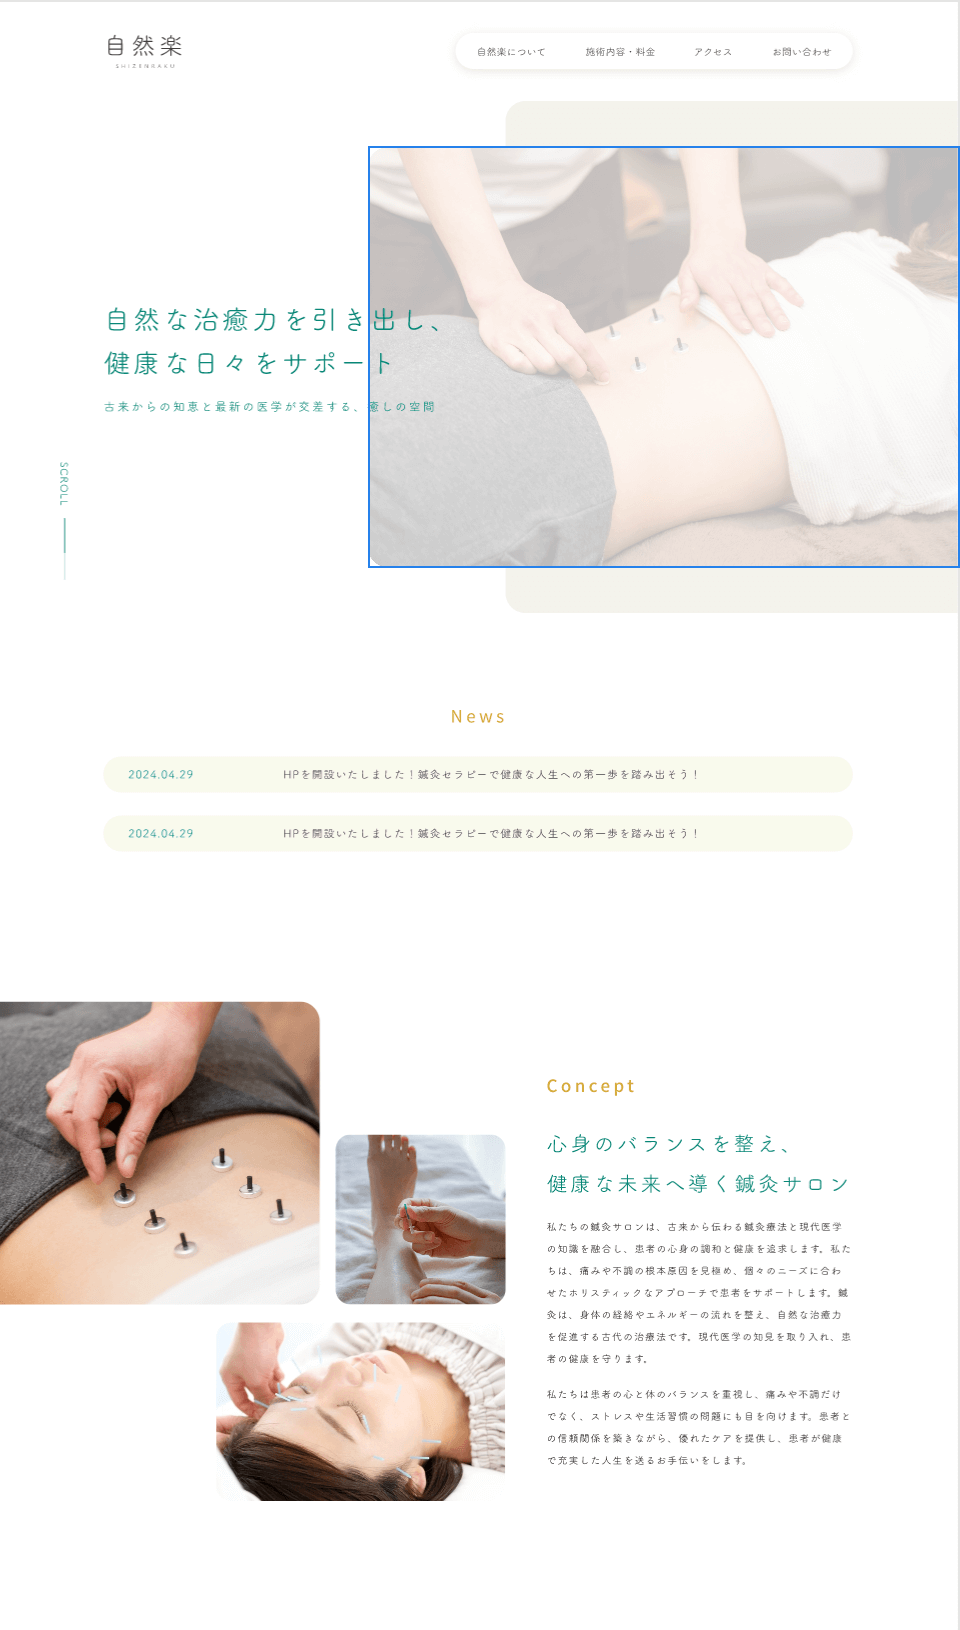 自然楽
SHIZENRAKU
自然楽について
施術内容・料金
アクセス
お問い合わせ
自然な治癒力を引き出し、
健康な日々をサポート
古来からの知恵と最新の医学が交差する、癒しの空間
SCROLL
News
2024.04.29 HPを開設いたしました！鍼灸セラピーで健康な人生への第一歩を踏み出そう！
2024.04.29 HPを開設いたしました！鍼灸セラピーで健康な人生への第一歩を踏み出そう！
Concept
心身のバランスを整え、
健康な未来へ導く鍼灸サロン
私たちの鍼灸サロンは、古来から伝わる鍼灸療法と現代医学
の知識を融合し、患者の心身の調和と健康を追求します。私た
ちは、痛みや不調の根本原因を見極め、個々のニーズに合わ
せたホリスティックなアプローチで患者をサポートします。鍼
灸は、身体の経絡やエネルギーの流れを整え、自然な治癒力
を促進する古代の治療法です。現代医学の知見を取り入れ、患
者の健康を守ります。
私たちは患者の心と体のバランスを重視し、痛みや不調だけ
でなく、ストレスや生活習慣の問題にも目を向けます。患者と
の信頼関係を築きながら、優れたケアを提供し、患者が健康
で充実した人生を送るお手伝いをします。